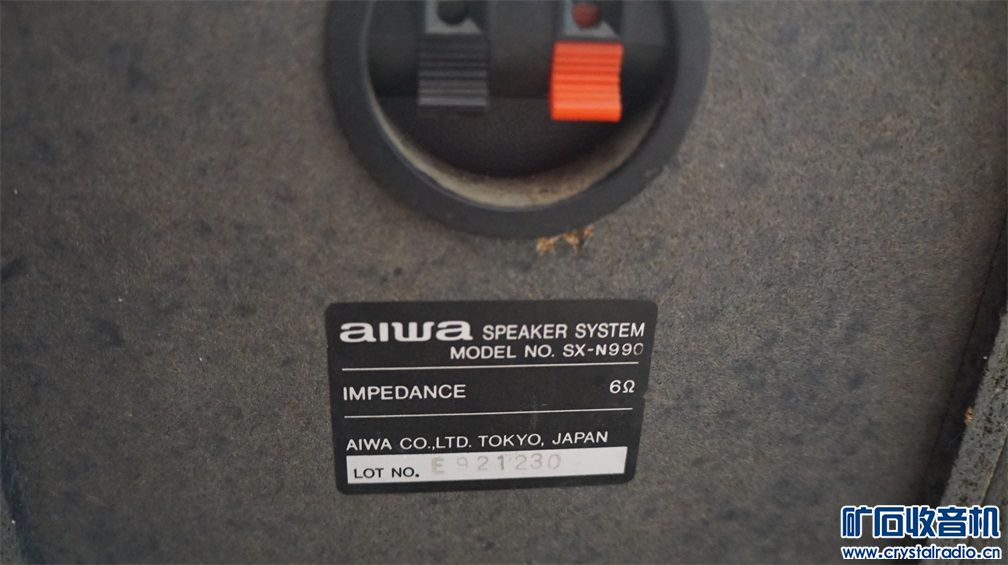 aiwa SPEAKER SYSTEM
MODEL NO. SX-N990
IMPEDANCE 6Ω
AIWA CO.,LTD. TOKYO, JAPAN
LOT NO. E 921230
矿石收音机
www.crystalradio.cn